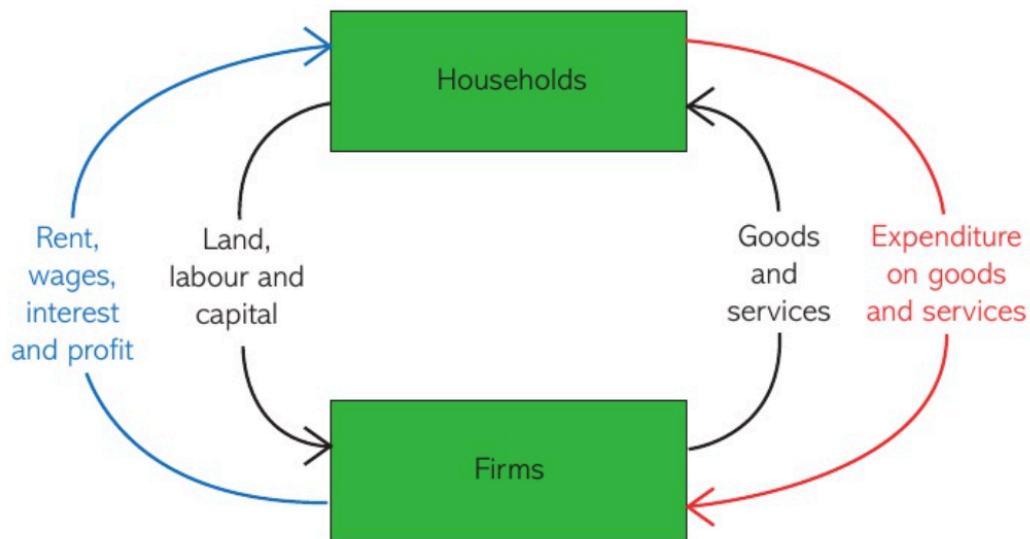 Households
Rent,
wages,
interest
and profit
Land,
labour and
capital
Goods
and
services
Expenditure
on goods
and services
Firms